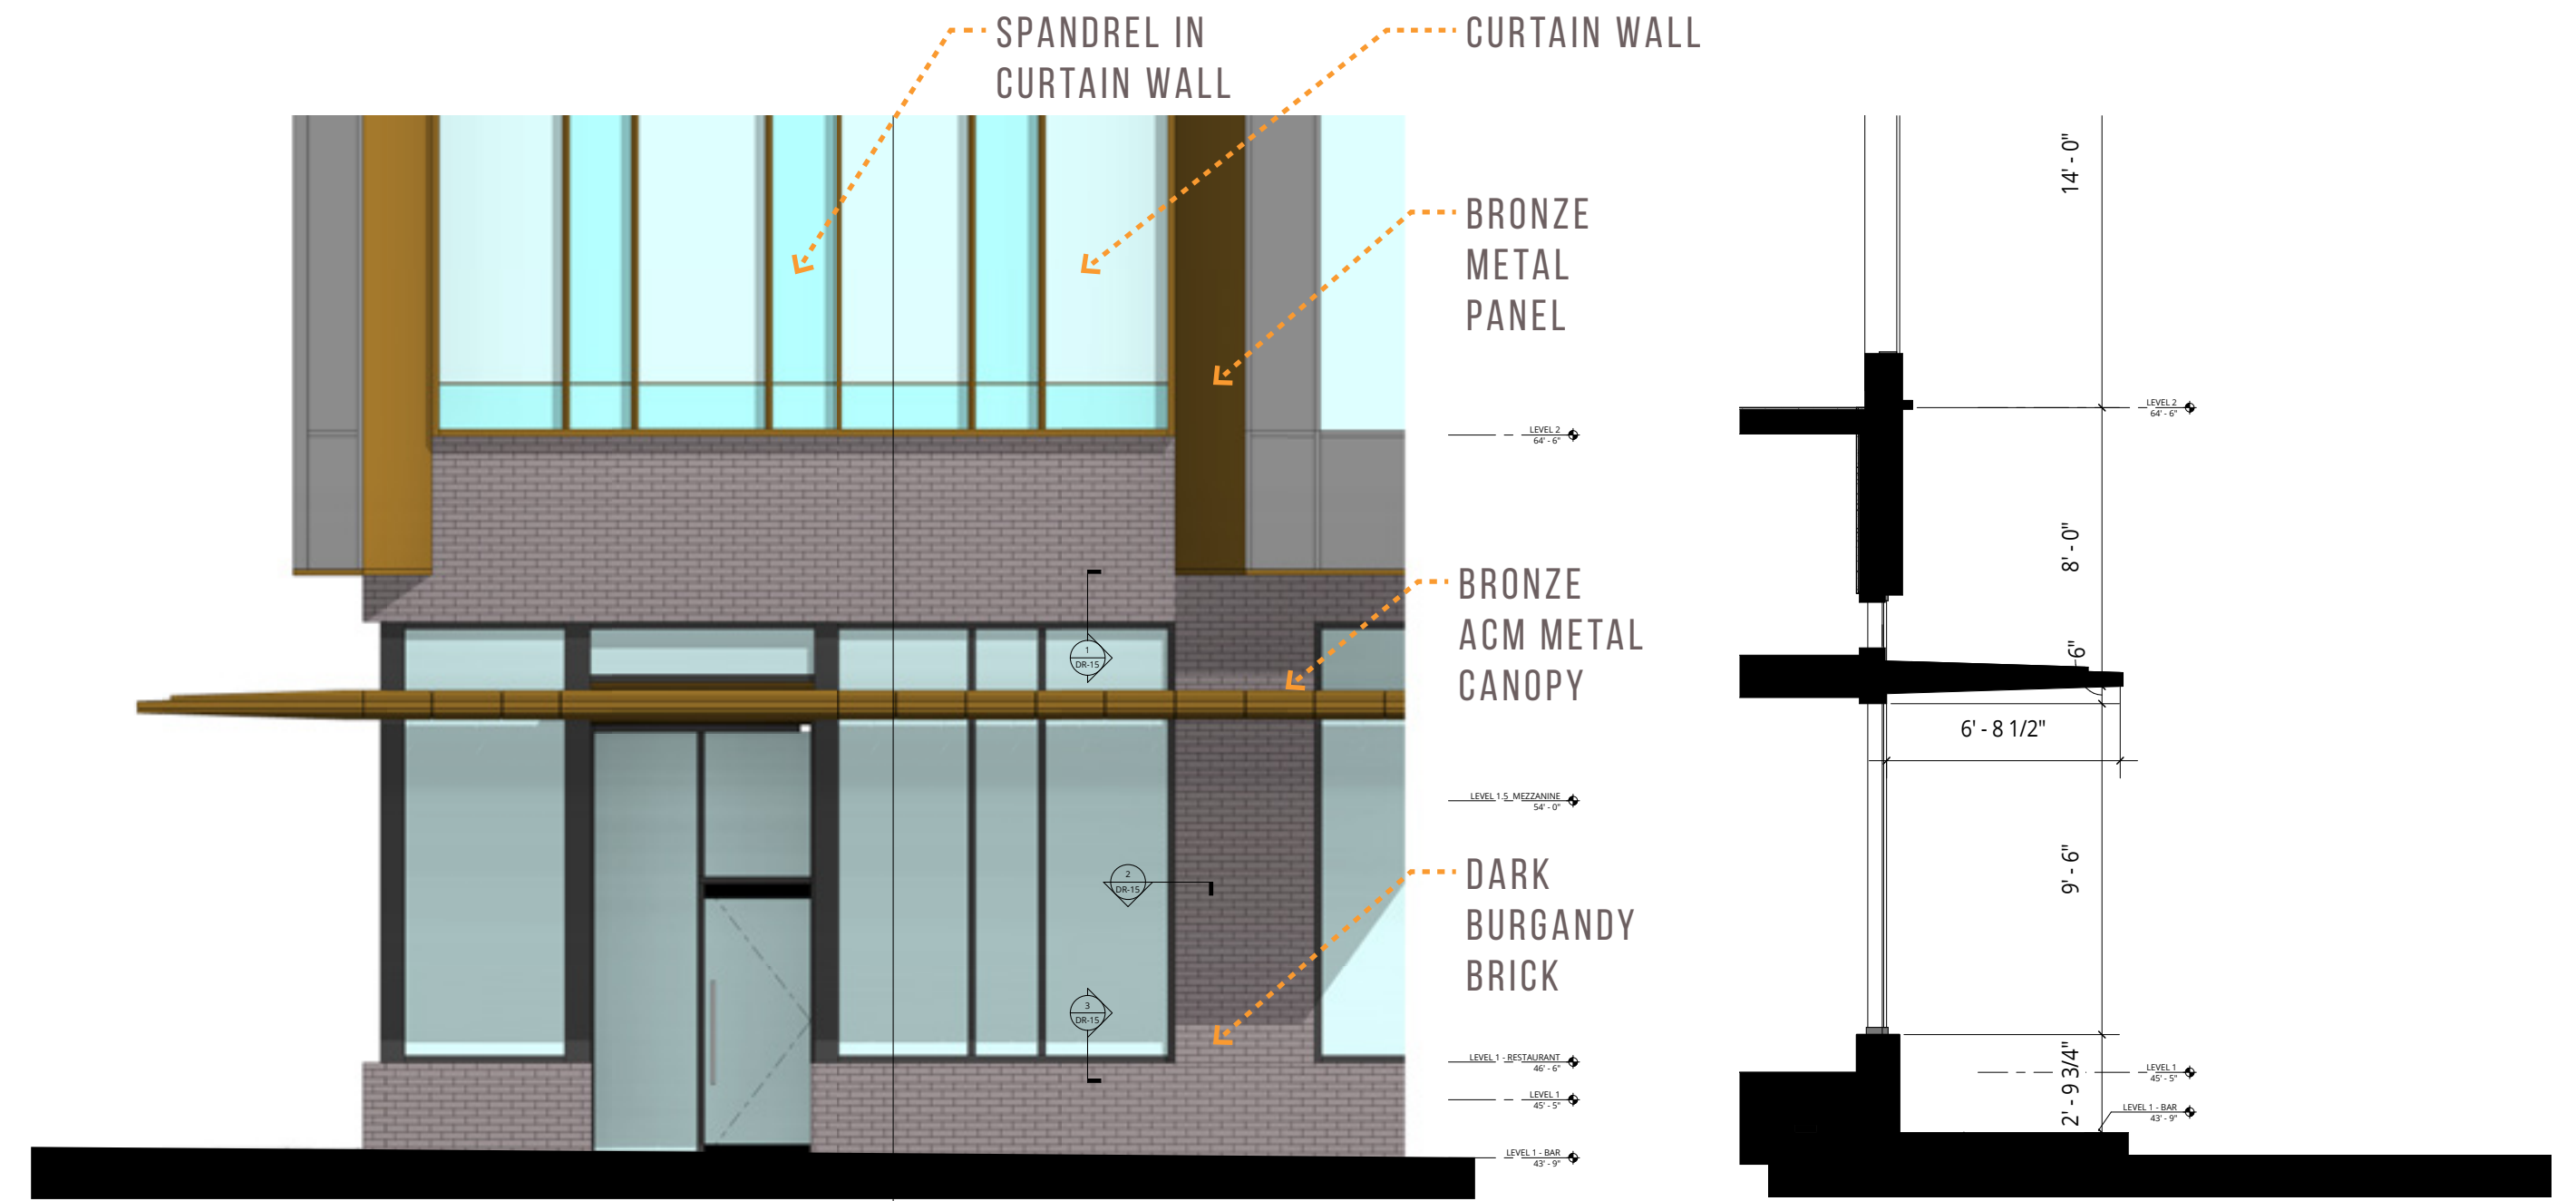 SPANDREL IN
CURTAIN WALL
CURTAIN WALL
BRONZE
METAL
PANEL
LEVEL 2
64' - 6"
BRONZE
ACM METAL
CANOPY
1
DR-15
LEVEL 1.5 MEZZANINE
54' - 0"
DARK
BURGANDY
BRICK
2
DR-15
3
DR-15
LEVEL 1 - RESTAURANT
46' - 6"
LEVEL 1
45' - 5"
LEVEL 1 - BAR
43' - 9"
14' - 0"
LEVEL 2
64' - 6"
8' - 0"
6"
6' - 8 1/2"
9' - 6"
2' - 9 3/4"
LEVEL 1
45' - 5"
LEVEL 1 - BAR
43' - 9"